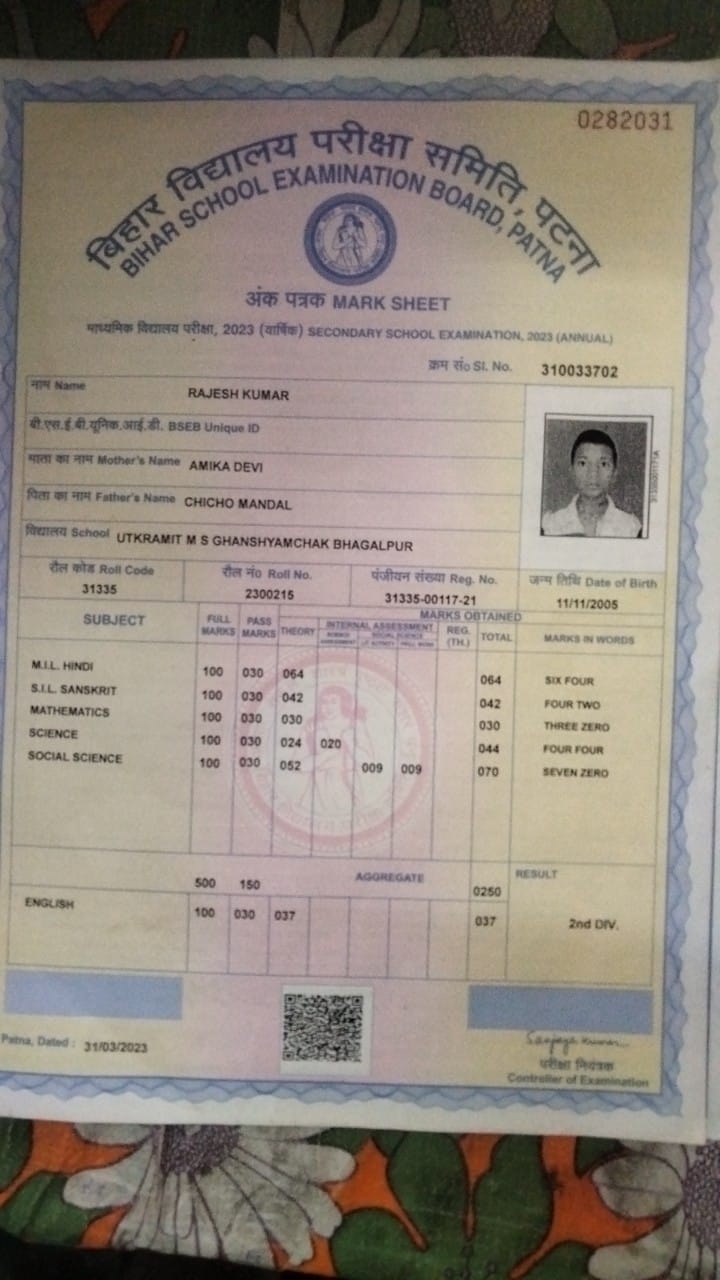 0282031
बिहार विद्यालय परीक्षा समिति, पटना
BIHAR SCHOOL EXAMINATION BOARD, PATNA
अंक पत्रक MARK SHEET
माध्यमिक विद्यालय परीक्षा, 2023 (वार्षिक) SECONDARY SCHOOL EXAMINATION, 2023 (ANNUAL)
क्रम सं० Sl. No. 310033702
नाम Name RAJESH KUMAR
बी.एस.ई.बी.यूनिक.आई.डी. BSEB Unique ID
माता का नाम Mother's Name AMIKA DEVI
पिता का नाम Father's Name CHICHO MANDAL
विद्यालय School UTKRAMIT M S GHANSHYAMCHAK BHAGALPUR
रौल कोड Roll Code रौल नं० Roll No. पंजीयन संख्या Reg. No. जन्म तिथि Date of Birth
31335 2300215 31335-00117-21 11/11/2005
SUBJECT FULL MARKS PASS MARKS MARKS OBTAINED MARKS IN WORDS
THEORY INTERNAL ASSESSMENT REG. (TH.) TOTAL
SCIENCE SOCIAL SCIENCE
M.I.L. HINDI 100 030 064 064 SIX FOUR
S.I.L. SANSKRIT 100 030 042 042 FOUR TWO
MATHEMATICS 100 030 030 030 THREE ZERO
SCIENCE 100 030 024 020 044 FOUR FOUR
SOCIAL SCIENCE 100 030 052 009 009 070 SEVEN ZERO
500 150 AGGREGATE 0250 RESULT
ENGLISH 100 030 037 037 2nd DIV.
Patna, Dated : 31/03/2023
Sanjay Kumar
परीक्षा नियंत्रक
Controller of Examination